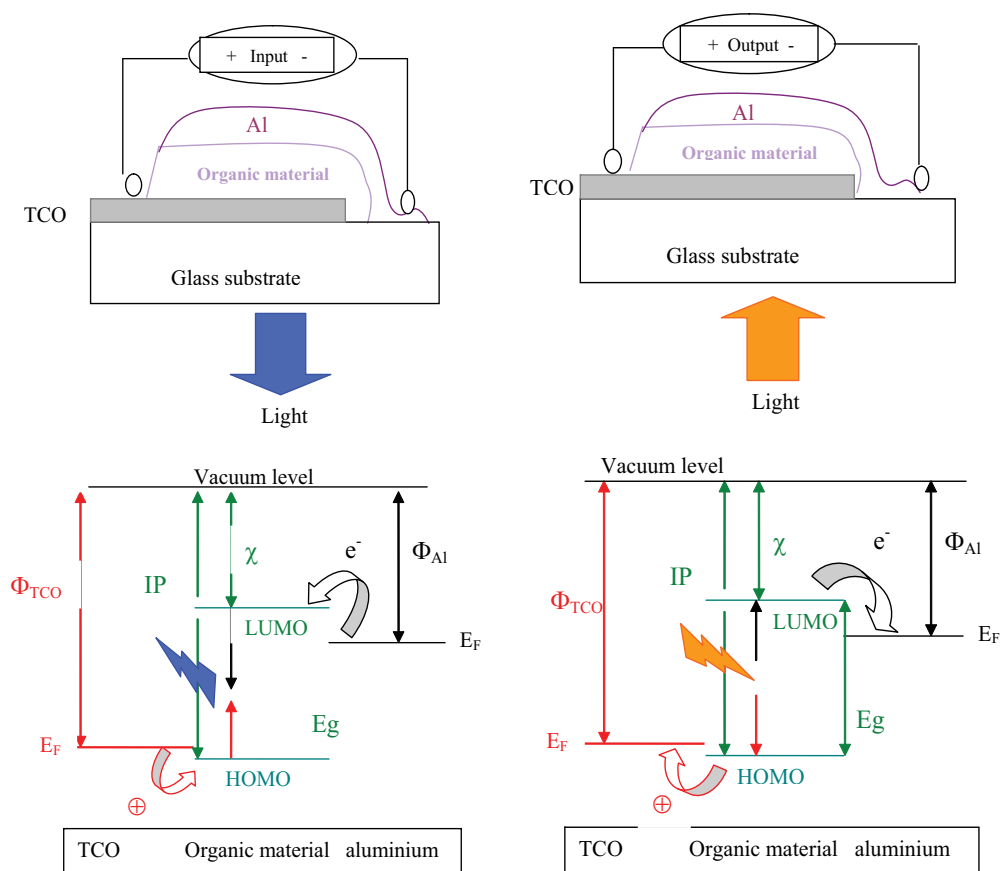 + Input -
Al
Organic material
TCO
Glass substrate
Light
Vacuum level
χ
e-
ΦAl
IP
ΦTCO
LUMO
EF
Eg
EF
HOMO
⊕
TCO Organic material aluminium
+ Output -
Al
Organic material
TCO
Glass substrate
Light
Vacuum level
χ
e-
ΦAl
IP
ΦTCO
LUMO
EF
Eg
EF
HOMO
⊕
TCO Organic material aluminium